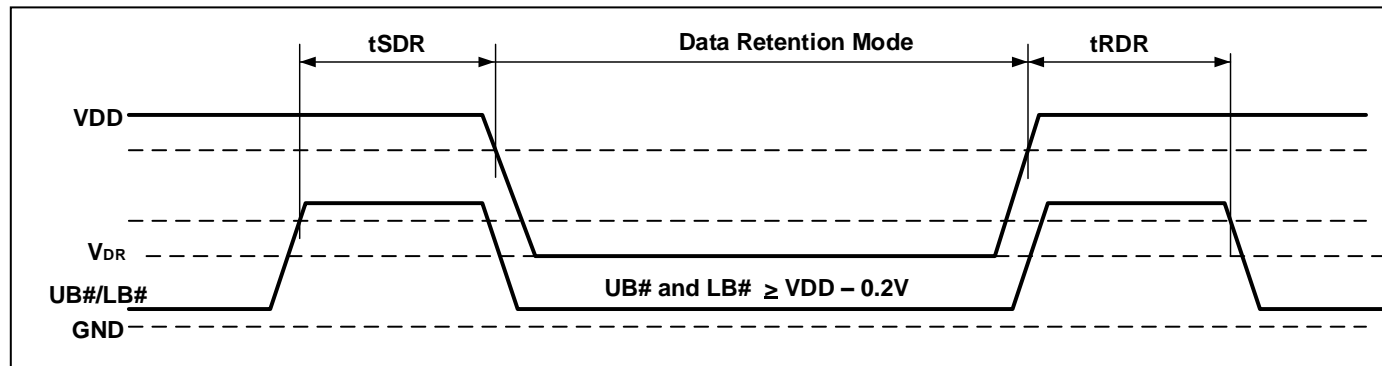 tSDR Data Retention Mode tRDR
VDD
VDR
UB#/LB#
UB# and LB# ≥ VDD – 0.2V
GND